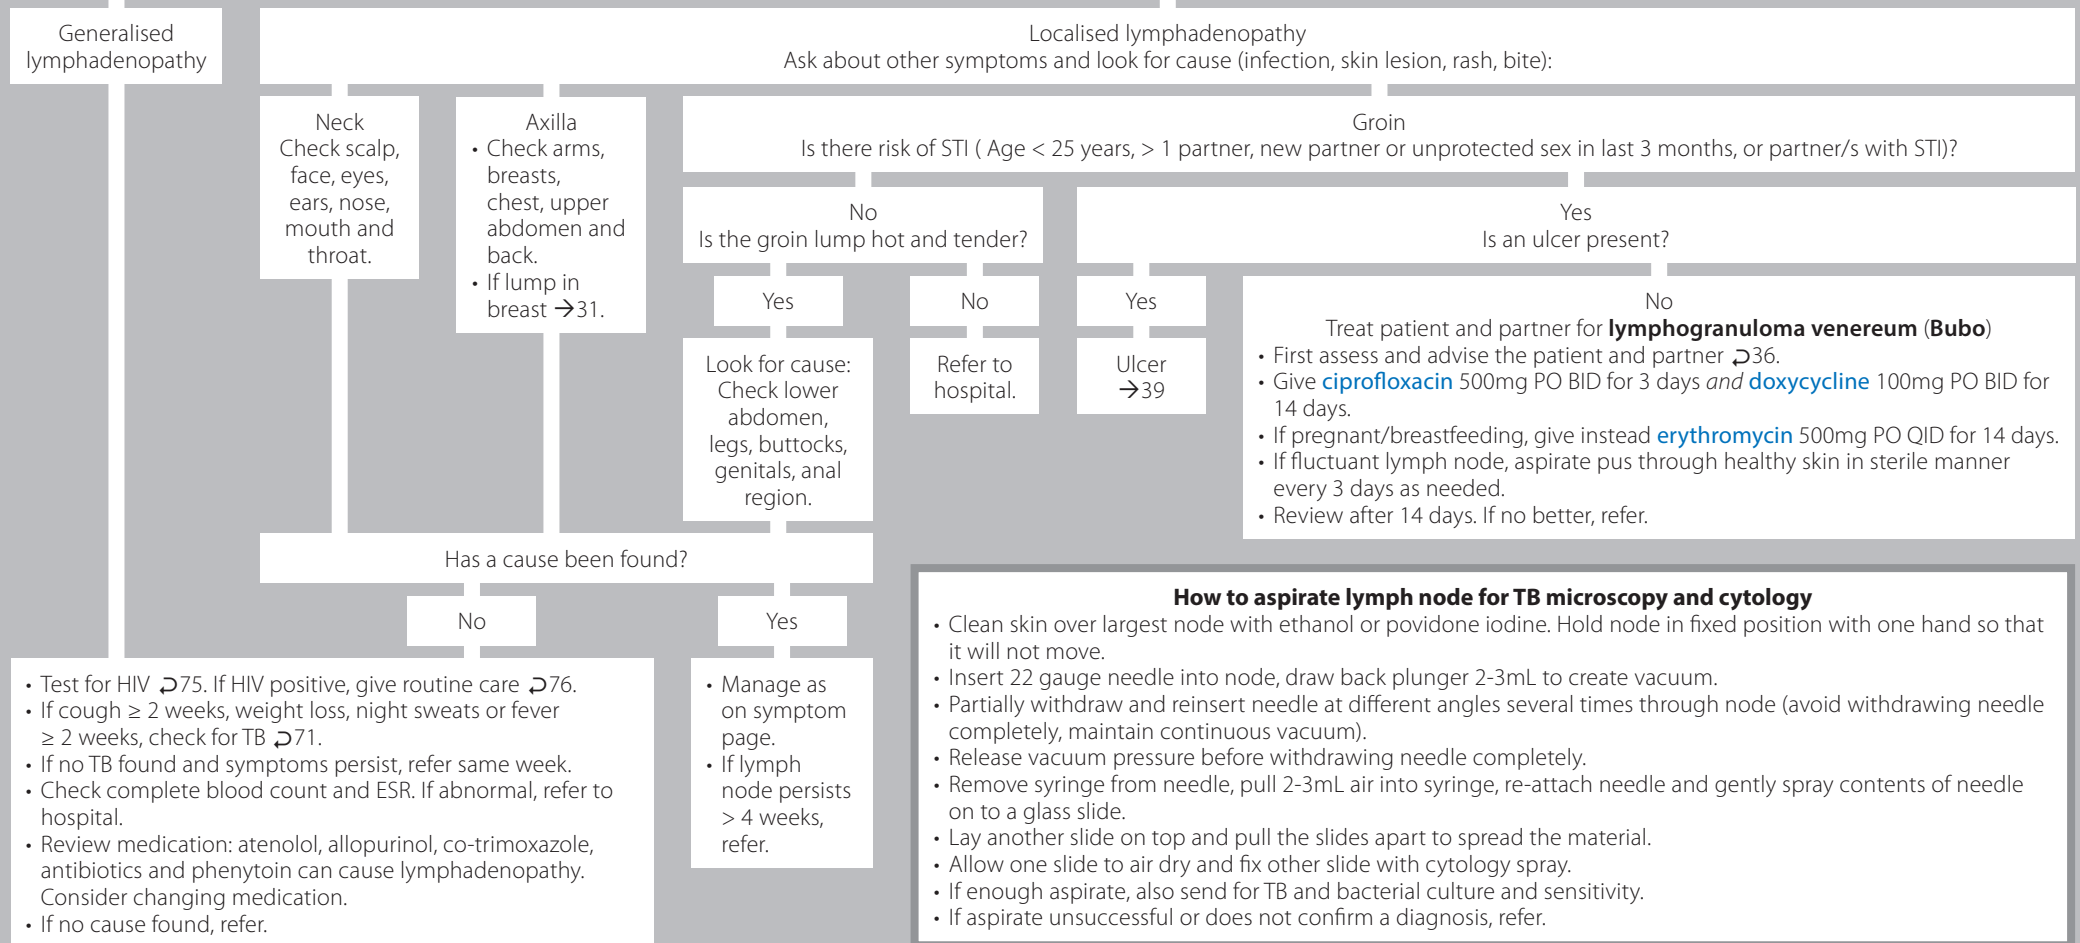 Generalised
lymphadenopathy
Localised lymphadenopathy
Ask about other symptoms and look for cause (infection, skin lesion, rash, bite):
Neck
Check scalp,
face, eyes,
ears, nose,
mouth and
throat.
Axilla
• Check arms,
breasts,
chest, upper
abdomen and
back.
• If lump in
breast →31.
Groin
Is there risk of STI ( Age < 25 years, > 1 partner, new partner or unprotected sex in last 3 months, or partner/s with STI)?
No
Is the groin lump hot and tender?
Yes
Is an ulcer present?
Yes
Look for cause:
Check lower
abdomen,
legs, buttocks,
genitals, anal
region.
No
Refer to
hospital.
Yes
Ulcer
→39
No
Treat patient and partner for lymphogranuloma venereum (Bubo)
• First assess and advise the patient and partner ⊋36.
• Give ciprofloxacin 500mg PO BID for 3 days and doxycycline 100mg PO BID for
14 days.
• If pregnant/breastfeeding, give instead erythromycin 500mg PO QID for 14 days.
• If fluctuant lymph node, aspirate pus through healthy skin in sterile manner
every 3 days as needed.
• Review after 14 days. If no better, refer.
Has a cause been found?
No
Yes
• Test for HIV ⊋75. If HIV positive, give routine care ⊋76.
• If cough ≥ 2 weeks, weight loss, night sweats or fever
≥ 2 weeks, check for TB ⊋71.
• If no TB found and symptoms persist, refer same week.
• Check complete blood count and ESR. If abnormal, refer to
hospital.
• Review medication: atenolol, allopurinol, co-trimoxazole,
antibiotics and phenytoin can cause lymphadenopathy.
Consider changing medication.
• If no cause found, refer.
• Manage as
on symptom
page.
• If lymph
node persists
> 4 weeks,
refer.
How to aspirate lymph node for TB microscopy and cytology
• Clean skin over largest node with ethanol or povidone iodine. Hold node in fixed position with one hand so that
it will not move.
• Insert 22 gauge needle into node, draw back plunger 2-3mL to create vacuum.
• Partially withdraw and reinsert needle at different angles several times through node (avoid withdrawing needle
completely, maintain continuous vacuum).
• Release vacuum pressure before withdrawing needle completely.
• Remove syringe from needle, pull 2-3mL air into syringe, re-attach needle and gently spray contents of needle
on to a glass slide.
• Lay another slide on top and pull the slides apart to spread the material.
• Allow one slide to air dry and fix other slide with cytology spray.
• If enough aspirate, also send for TB and bacterial culture and sensitivity.
• If aspirate unsuccessful or does not confirm a diagnosis, refer.